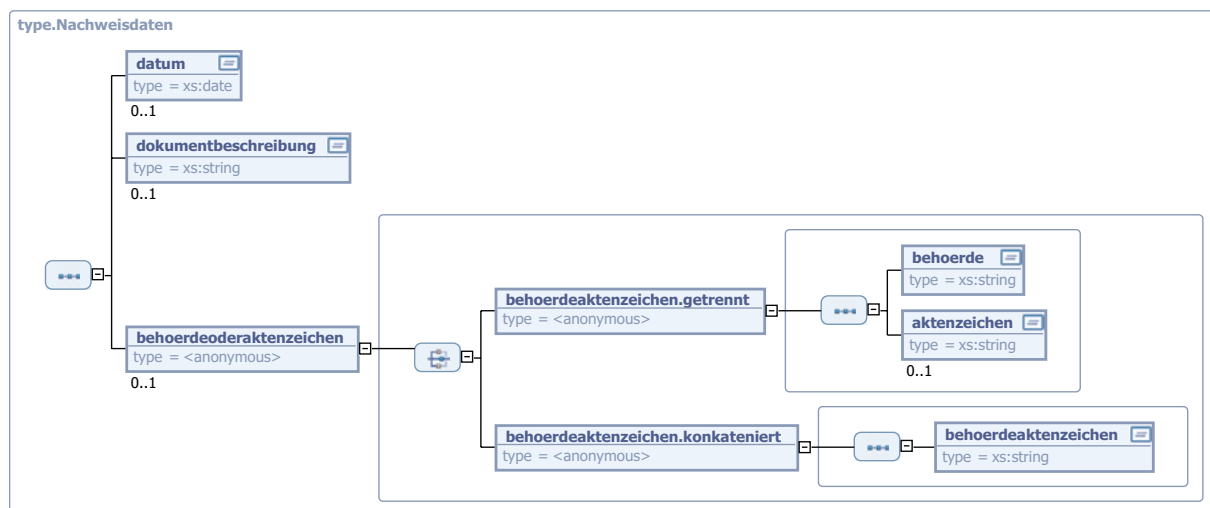 type.Nachweisdaten
datum
type = xs:date
0..1
dokumentbeschreibung
type = xs:string
0..1
behoerdeoderaktenzeichen
type = <anonymous>
0..1
behoerdeaktenzeichen.getrennt
type = <anonymous>
behoerde
type = xs:string
aktenzeichen
type = xs:string
0..1
behoerdeaktenzeichen.konkateniert
type = <anonymous>
behoerdeaktenzeichen
type = xs:string